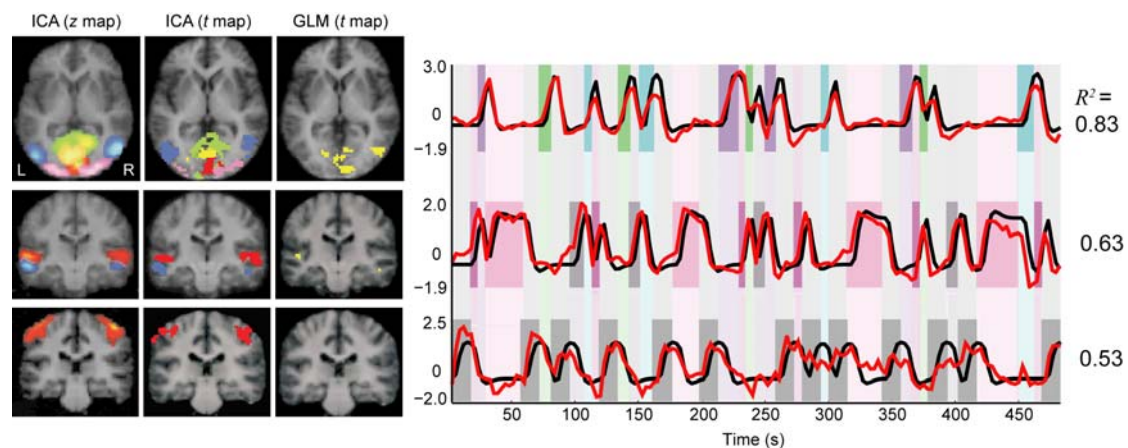 ICA (z map) ICA (t map) GLM (t map)
L R
3.0
0
−1.9
R² =
0.83
2.0
0
−1.9
0.63
2.5
0
−2.0
0.53
50 100 150 200 250 300 350 400 450
Time (s)